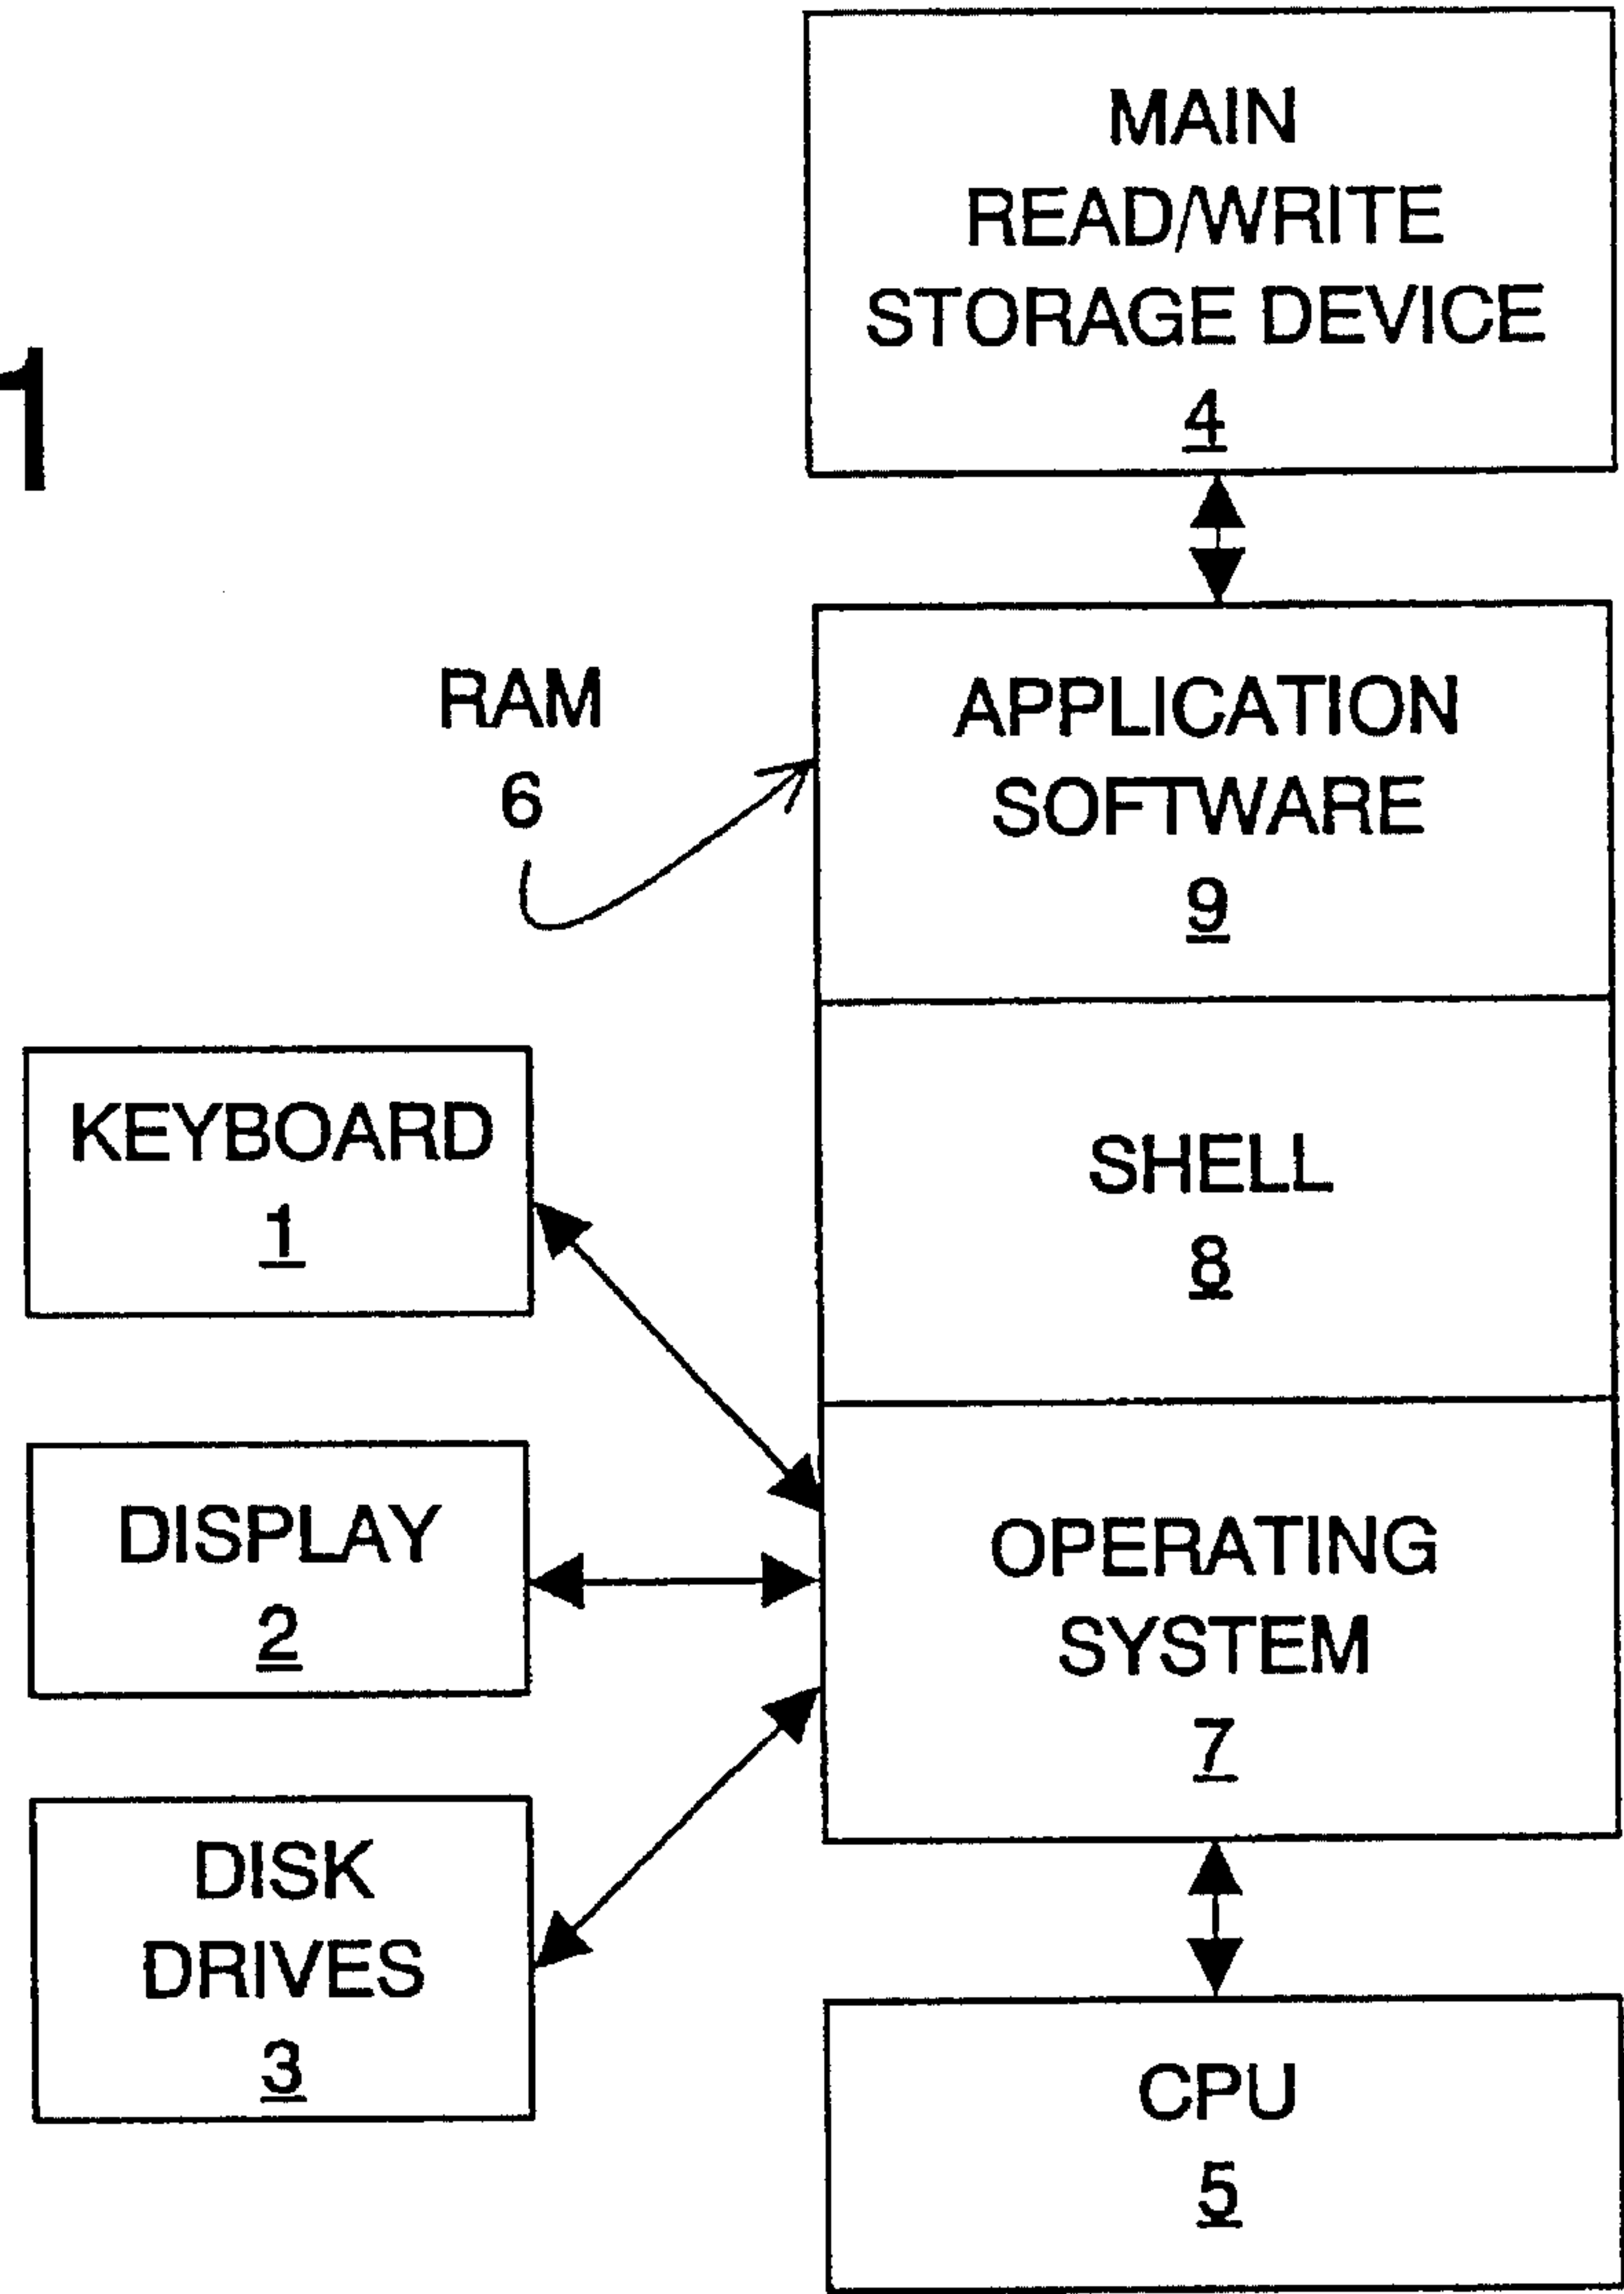 1
MAIN
READ/WRITE
STORAGE DEVICE
4
RAM
6
APPLICATION
SOFTWARE
9
SHELL
8
KEYBOARD
1
DISPLAY
2
OPERATING
SYSTEM
7
DISK
DRIVES
3
CPU
5